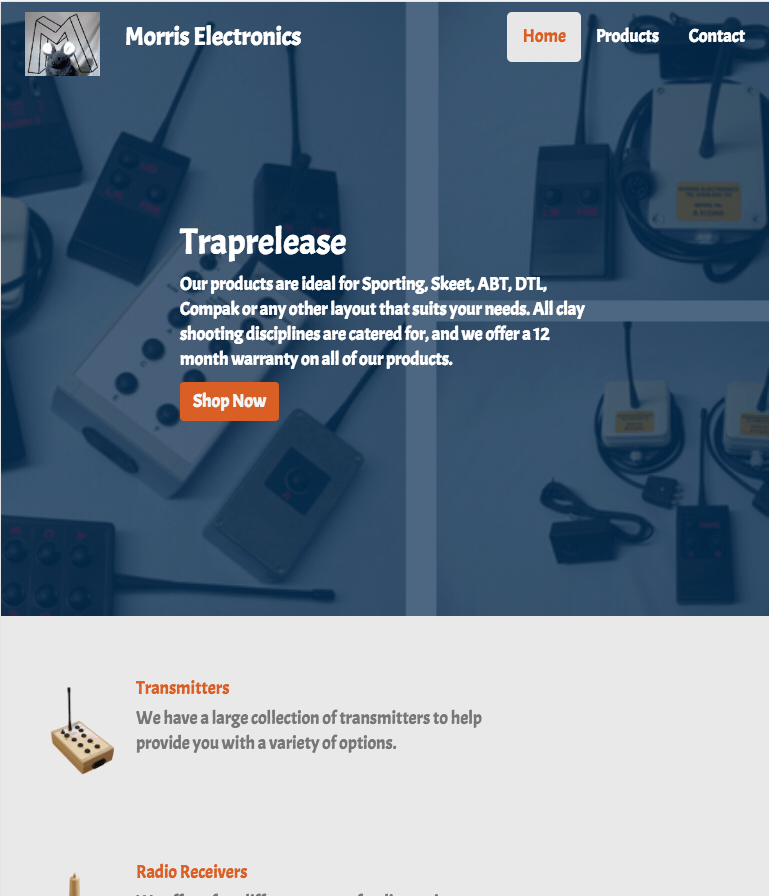 Morris Electronics
Home
Products
Contact
Traprelease
Our products are ideal for Sporting, Skeet, ABT, DTL,
Compak or any other layout that suits your needs. All clay
shooting disciplines are catered for, and we offer a 12
month warranty on all of our products.
Shop Now
Transmitters
We have a large collection of transmitters to help
provide you with a variety of options.
Radio Receivers